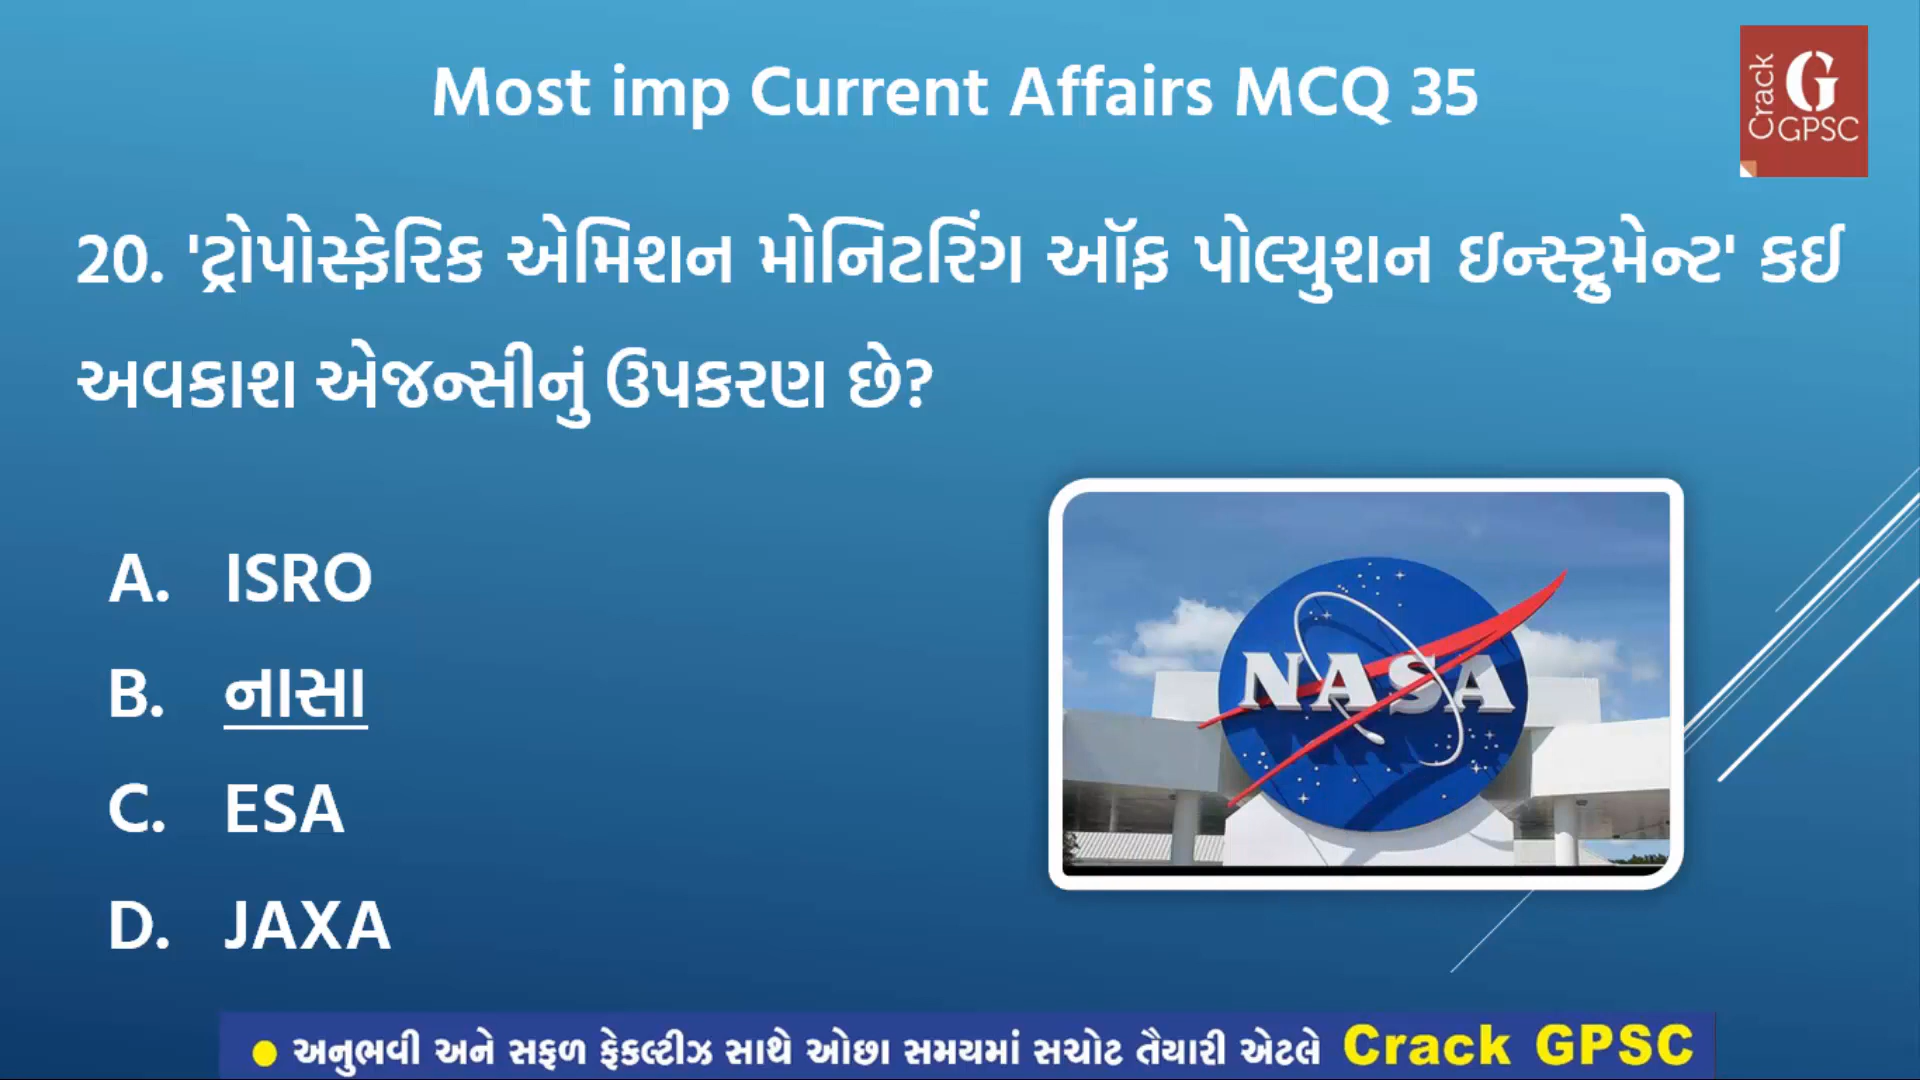 Most imp Current Affairs MCQ 35
Crack
G
GPSC
20. 'ટ્રોપોસ્ફેરિક એમિશન મોનિટરિંગ ઑફ પોલ્યુશન ઇન્સ્ટ્રુમેન્ટ' કઈ
અવકાશ એજન્સીનું ઉપકરણ છે?
A. ISRO
B. નાસા
C. ESA
D. JAXA
NASA
• અનુભવી અને સફળ ફેકલ્ટીઝ સાથે ઓછા સમયમાં સચોટ તૈયારી એટલે Crack GPSC